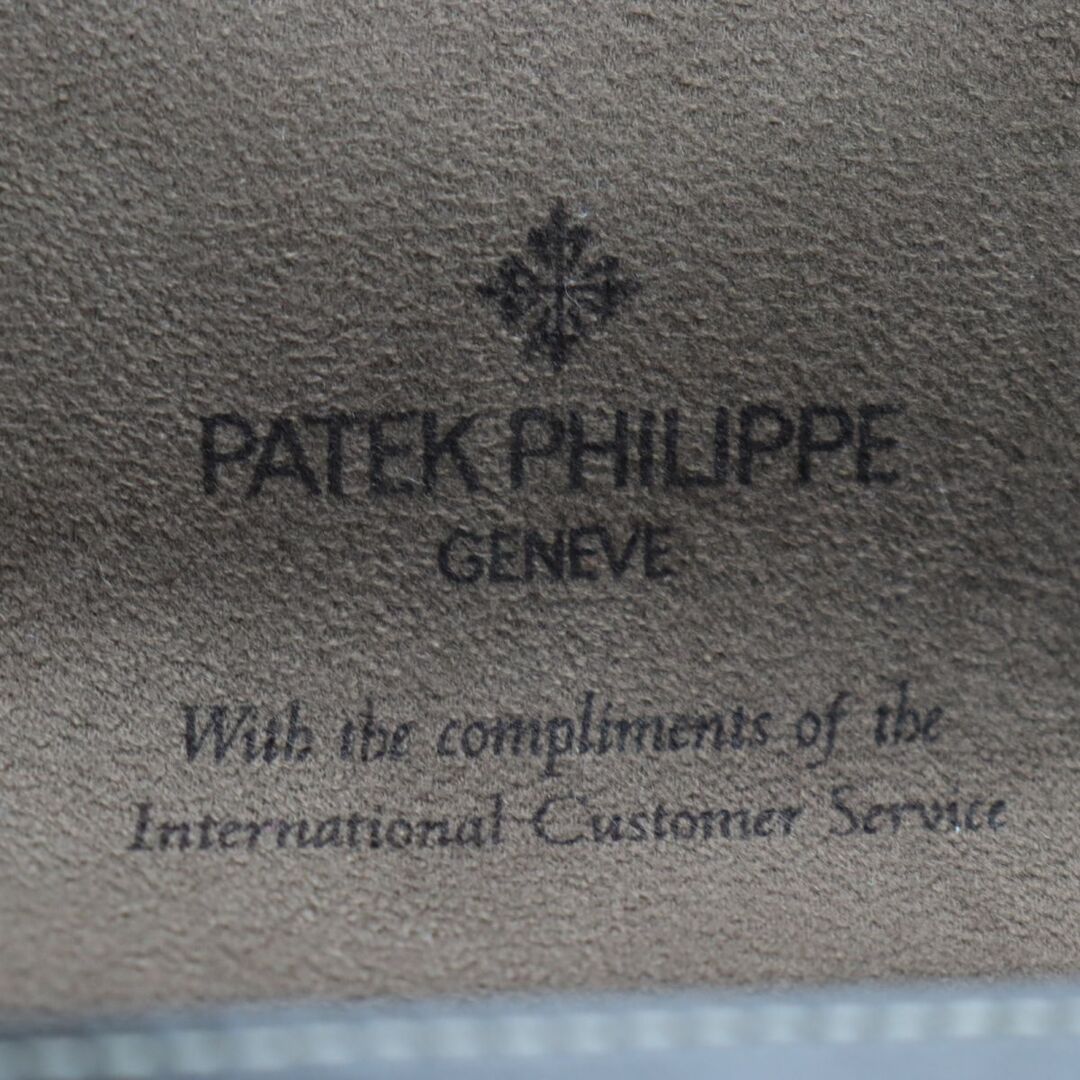 PATEK PHILIPPE
GENEVE
With the compliments of the
International Customer Service